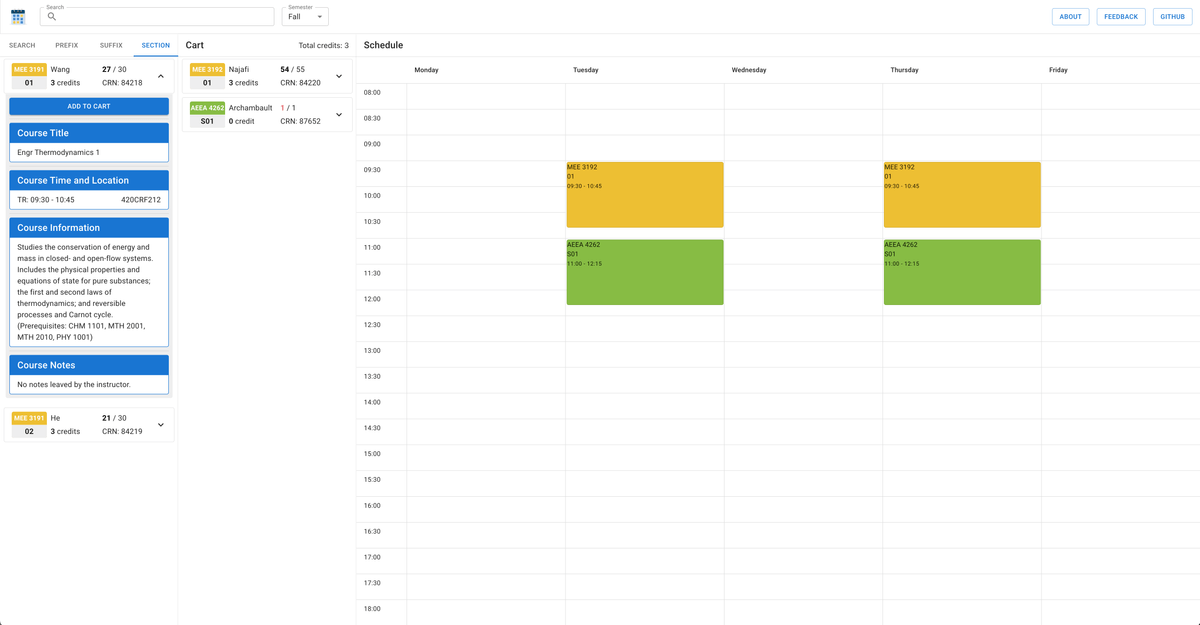 Search
Semester
Fall
ABOUT
FEEDBACK
GITHUB
SEARCH
PREFIX
SUFFIX
SECTION
MEE 3191
Wang
27 / 30
01
3 credits
CRN: 84218
ADD TO CART
Course Title
Engr Thermodynamics 1
Course Time and Location
TR: 09:30 - 10:45
420CRF212
Course Information
Studies the conservation of energy and
mass in closed- and open-flow systems.
Includes the physical properties and
equations of state for pure substances;
the first and second laws of
thermodynamics; and reversible
processes and Carnot cycle.
(Prerequisites: CHM 1101, MTH 2001,
MTH 2010, PHY 1001)
Course Notes
No notes leaved by the instructor.
MEE 3191
He
21 / 30
02
3 credits
CRN: 84219
Cart
Total credits: 3
MEE 3192
Najafi
54 / 55
01
3 credits
CRN: 84220
AEEA 4262
Archambault
1 / 1
S01
0 credit
CRN: 87652
Schedule
Monday
Tuesday
Wednesday
Thursday
Friday
08:00
08:30
09:00
09:30
10:00
10:30
11:00
11:30
12:00
12:30
13:00
13:30
14:00
14:30
15:00
15:30
16:00
16:30
17:00
17:30
18:00
MEE 3192
01
09:30 - 10:45
AEEA 4262
S01
11:00 - 12:15
MEE 3192
01
09:30 - 10:45
AEEA 4262
S01
11:00 - 12:15